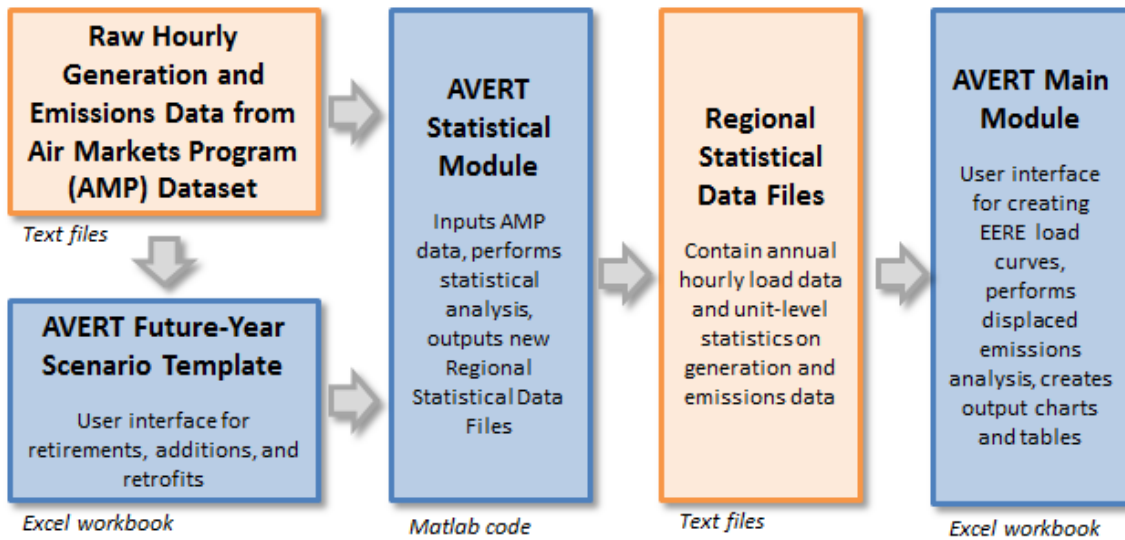 Raw Hourly
Generation and
Emissions Data from
Air Markets Program
(AMP) Dataset
Text files
AVERT Future-Year
Scenario Template
User interface for
retirements, additions, and
retrofits
Excel workbook
AVERT
Statistical
Module
Inputs AMP
data, performs
statistical
analysis,
outputs new
Regional
Statistical Data
Files
Matlab code
Regional
Statistical
Data Files
Contain annual
hourly load data
and unit-level
statistics on
generation and
emissions data
Text files
AVERT Main
Module
User interface
for creating
EERE load
curves,
performs
displaced
emissions
analysis, creates
output charts
and tables
Excel workbook